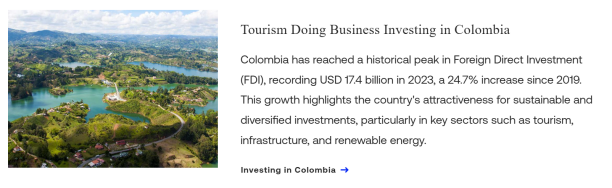 Tourism Doing Business Investing in Colombia
Colombia has reached a historical peak in Foreign Direct Investment
(FDI), recording USD 17.4 billion in 2023, a 24.7% increase since 2019.
This growth highlights the country's attractiveness for sustainable and
diversified investments, particularly in key sectors such as tourism,
infrastructure, and renewable energy.
Investing in Colombia →